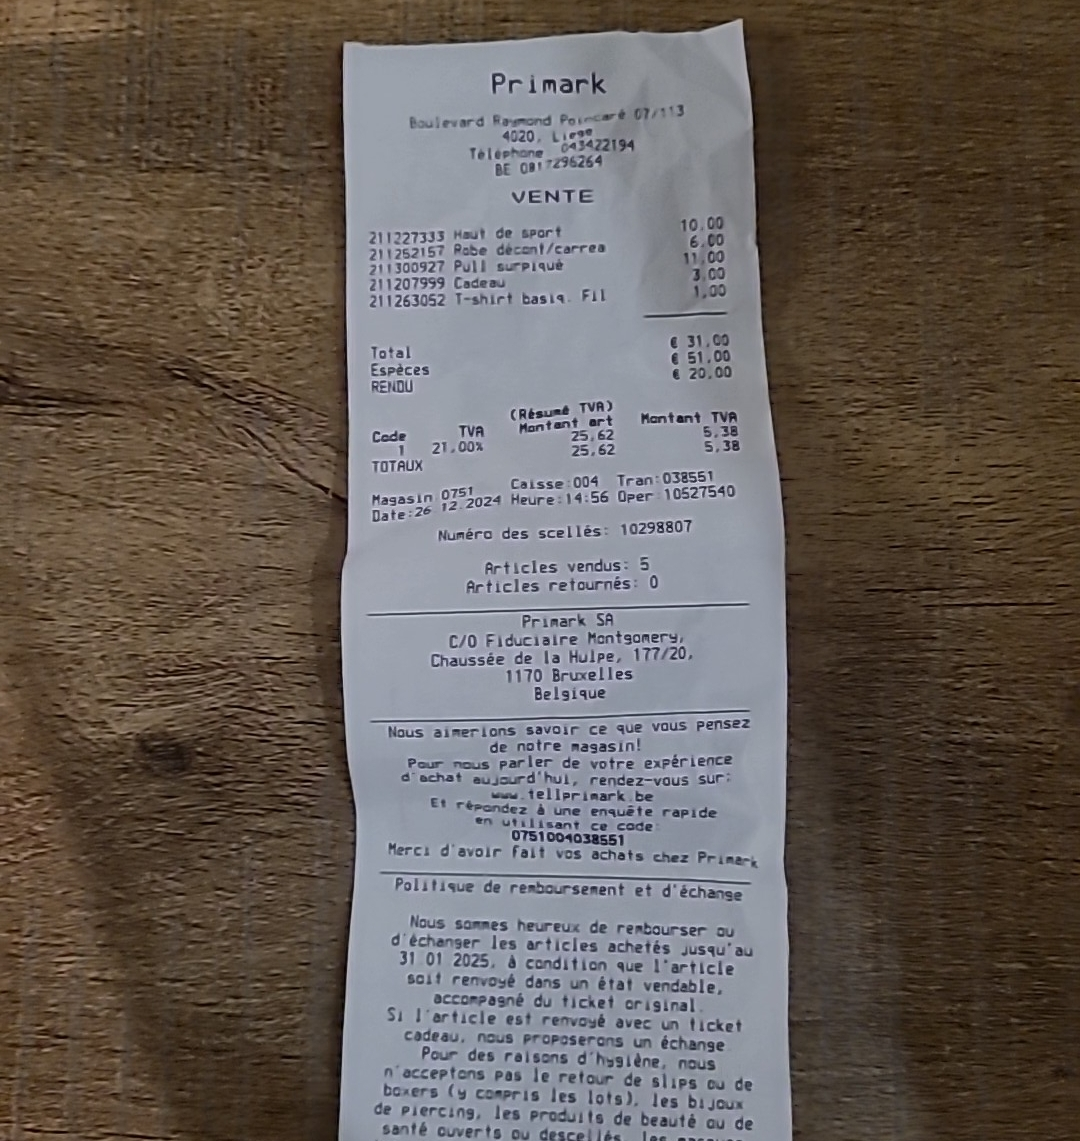 Primark
Boulevard Raymond Poincaré 07/113
4020, Liege
Téléphone 043422194
BE 0817296264
VENTE
211227333 Haut de sport 10.00
211252157 Robe décont/carrea 6.00
211300927 Pull surpiqué 11.00
211207999 Cadeau 3.00
211263052 T-shirt basiq. Fil 1.00
Total € 31.00
Espèces € 51.00
RENDU € 20.00
(Résumé TVA)
Code TVA Montant art Montant TVA
1 21.00% 25,62 5,38
TOTAUX 25,62 5,38
Magasin 0751 Caisse:004 Tran:038551
Date:26 12.2024 Heure:14:56 Oper 10527540
Numéro des scellés: 10298807
Articles vendus: 5
Articles retournés: 0
Primark SA
C/O Fiduciaire Montgomery,
Chaussée de la Hulpe, 177/20,
1170 Bruxelles
Belgique
Nous aimerions savoir ce que vous pensez
de notre magasin!
Pour nous parler de votre expérience
d'achat aujourd'hui, rendez-vous sur:
www.tellprimark.be
Et répondez à une enquête rapide
en utilisant ce code:
0751004038551
Merci d'avoir fait vos achats chez Primark
Politique de remboursement et d'échange
Nous sommes heureux de rembourser ou
d'échanger les articles achetés jusqu'au
31 01 2025, à condition que l'article
soit renvoyé dans un état vendable,
accompagné du ticket original.
Si l'article est renvoyé avec un ticket
cadeau, nous proposerons un échange.
Pour des raisons d'hygiène, nous
n'acceptons pas le retour de slips ou de
boxers (y compris les lots), les bijoux
de piercing, les produits de beauté ou de
santé ouverts ou descellés, les